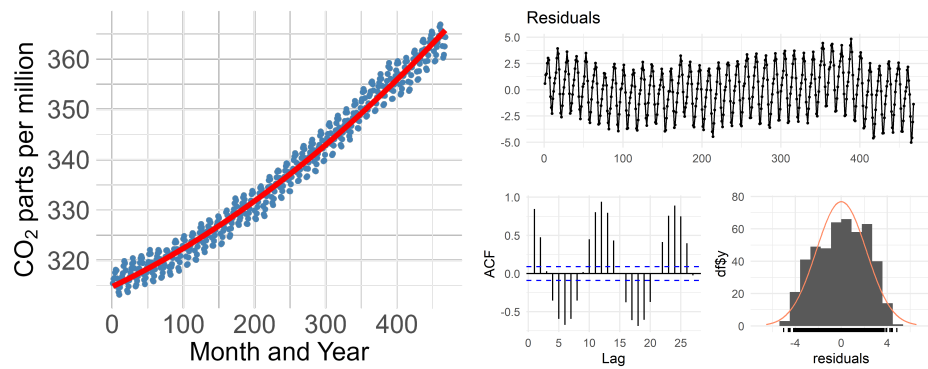 CO2 parts per million
360
350
340
330
320
0 100 200 300 400
Month and Year
Residuals
5.0
2.5
0.0
-2.5
-5.0
0 100 200 300 400
ACF
1.0
0.5
0.0
-0.5
0 5 10 15 20 25
Lag
df$y
80
60
40
20
0
-4 0 4
residuals